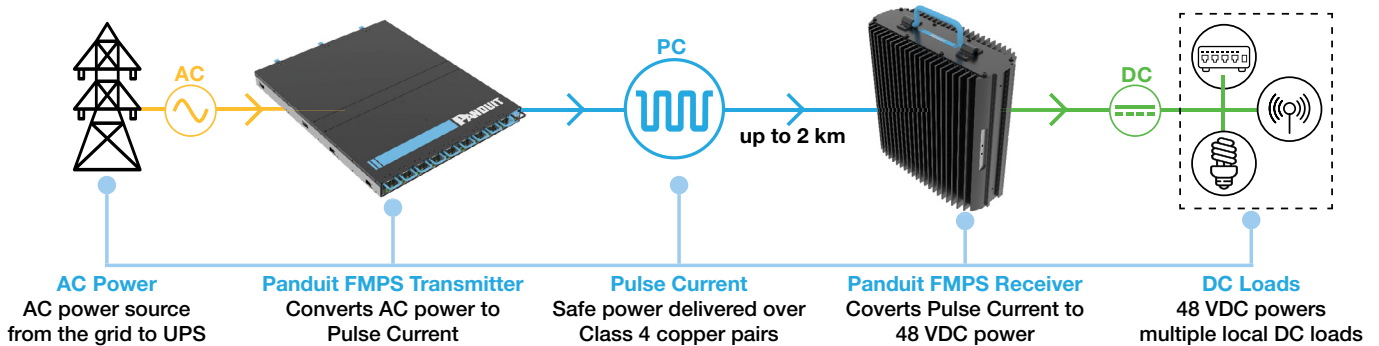 AC
PANDUIT
PC
up to 2 km
DC
AC Power
AC power source
from the grid to UPS
Panduit FMPS Transmitter
Converts AC power to
Pulse Current
Pulse Current
Safe power delivered over
Class 4 copper pairs
Panduit FMPS Receiver
Coverts Pulse Current to
48 VDC power
DC Loads
48 VDC powers
multiple local DC loads